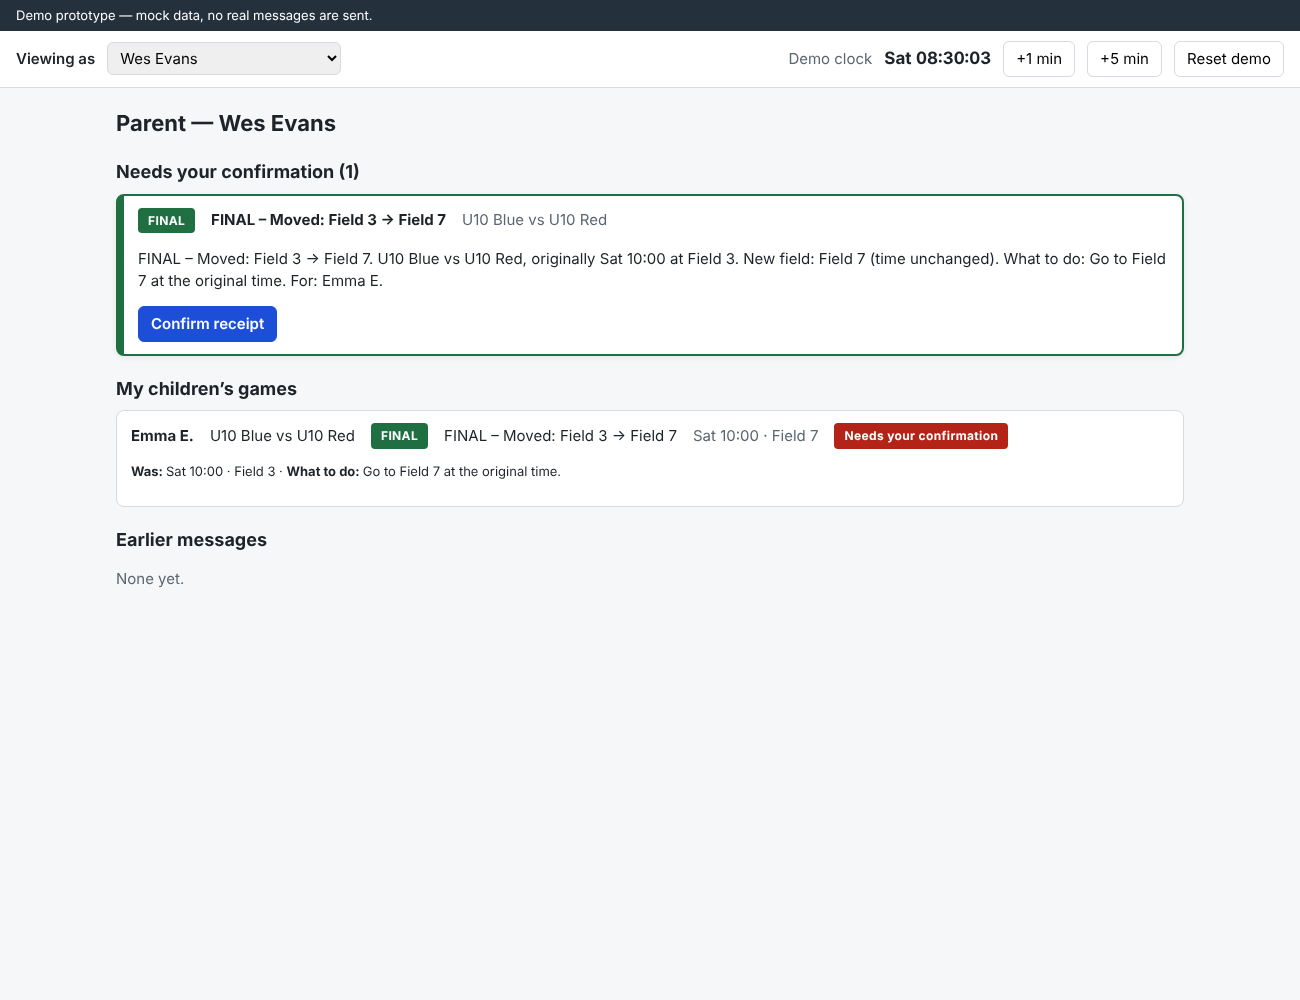 Demo prototype — mock data, no real messages are sent.
Viewing as Wes Evans Demo clock Sat 08:30:03 +1 min +5 min Reset demo
Parent — Wes Evans
Needs your confirmation (1)
FINAL FINAL – Moved: Field 3 → Field 7 U10 Blue vs U10 Red
FINAL – Moved: Field 3 → Field 7. U10 Blue vs U10 Red, originally Sat 10:00 at Field 3. New field: Field 7 (time unchanged). What to do: Go to Field
7 at the original time. For: Emma E.
Confirm receipt
My children’s games
Emma E. U10 Blue vs U10 Red FINAL FINAL – Moved: Field 3 → Field 7 Sat 10:00 · Field 7 Needs your confirmation
Was: Sat 10:00 · Field 3 · What to do: Go to Field 7 at the original time.
Earlier messages
None yet.